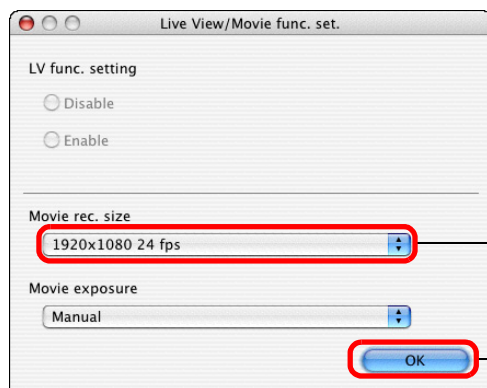 Live View/Movie func. set.
LV func. setting
Disable
Enable
Movie rec. size
1920x1080 24 fps
Movie exposure
Manual
OK